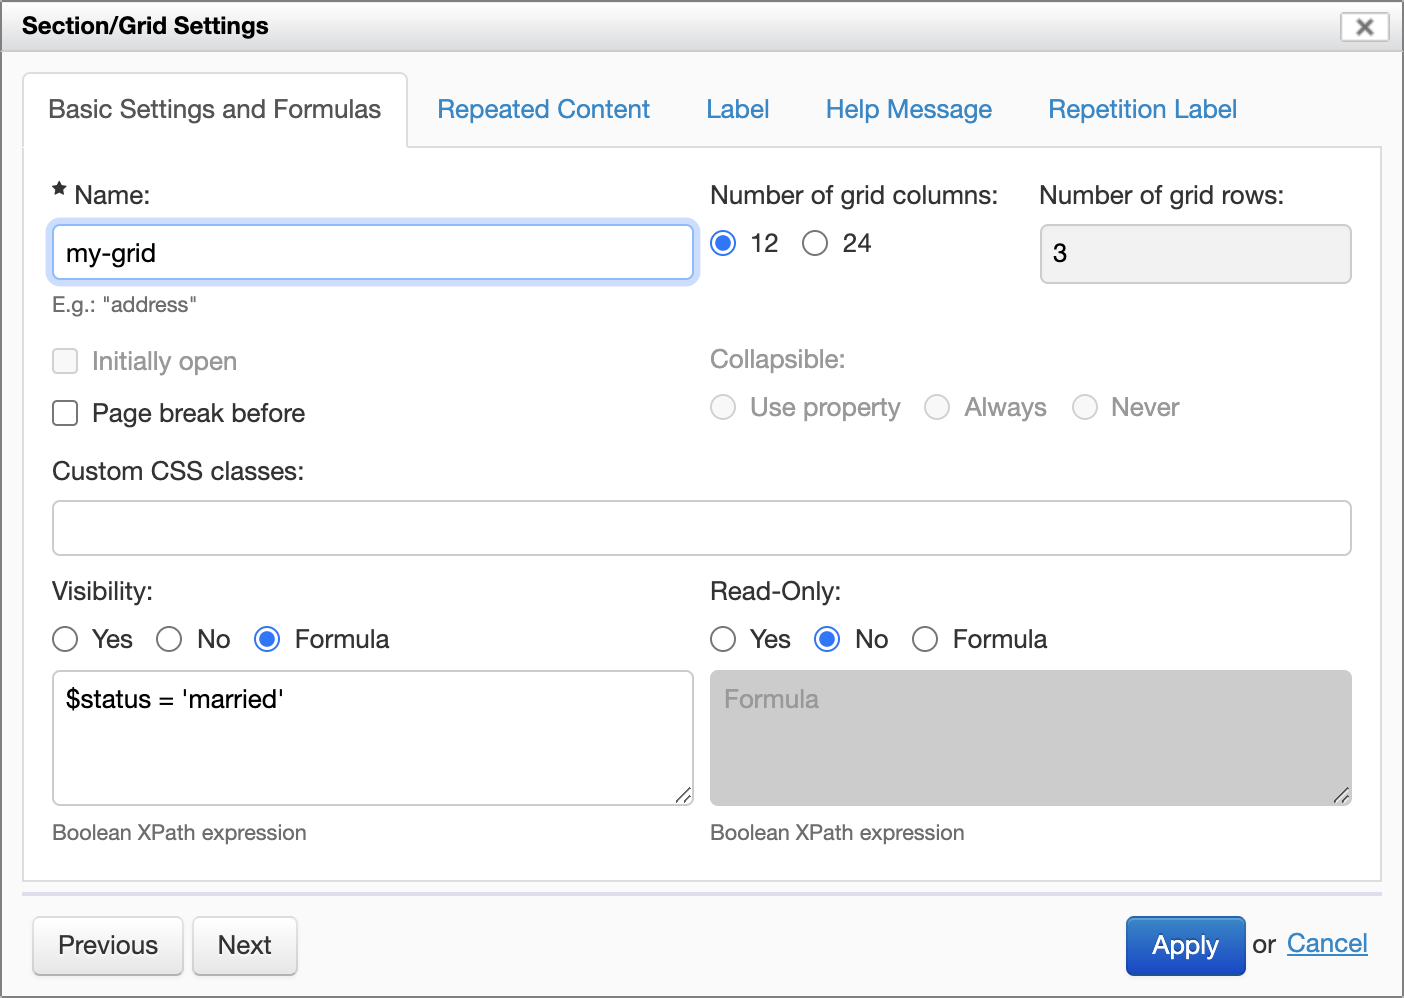 Section/Grid Settings
Basic Settings and Formulas Repeated Content Label Help Message Repetition Label
★ Name: Number of grid columns: Number of grid rows:
my-grid 12 24 3
E.g.: "address"
Initially open Collapsible:
Page break before Use property Always Never
Custom CSS classes:
Visibility: Read-Only:
Yes No Formula Yes No Formula
$status = 'married' Formula
Boolean XPath expression Boolean XPath expression
Previous Next Apply or Cancel